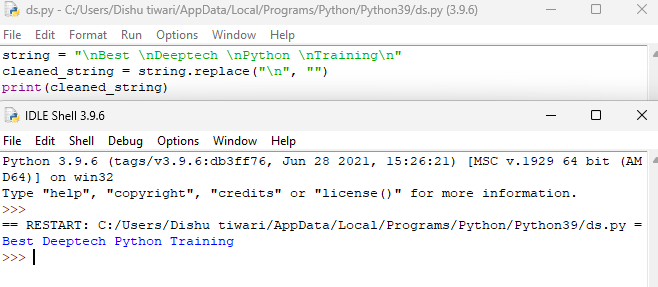 ds.py - C:/Users/Dishu tiwari/AppData/Local/Programs/Python/Python39/ds.py (3.9.6)
File Edit Format Run Options Window Help
string = "\nBest \nDeeptech \nPython \nTraining\n"
cleaned_string = string.replace("\n", "")
print(cleaned_string)
IDLE Shell 3.9.6
File Edit Shell Debug Options Window Help
Python 3.9.6 (tags/v3.9.6:db3ff76, Jun 28 2021, 15:26:21) [MSC v.1929 64 bit (AM
D64)] on win32
Type "help", "copyright", "credits" or "license()" for more information.
>>>
== RESTART: C:/Users/Dishu tiwari/AppData/Local/Programs/Python/Python39/ds.py =
Best Deeptech Python Training
>>>